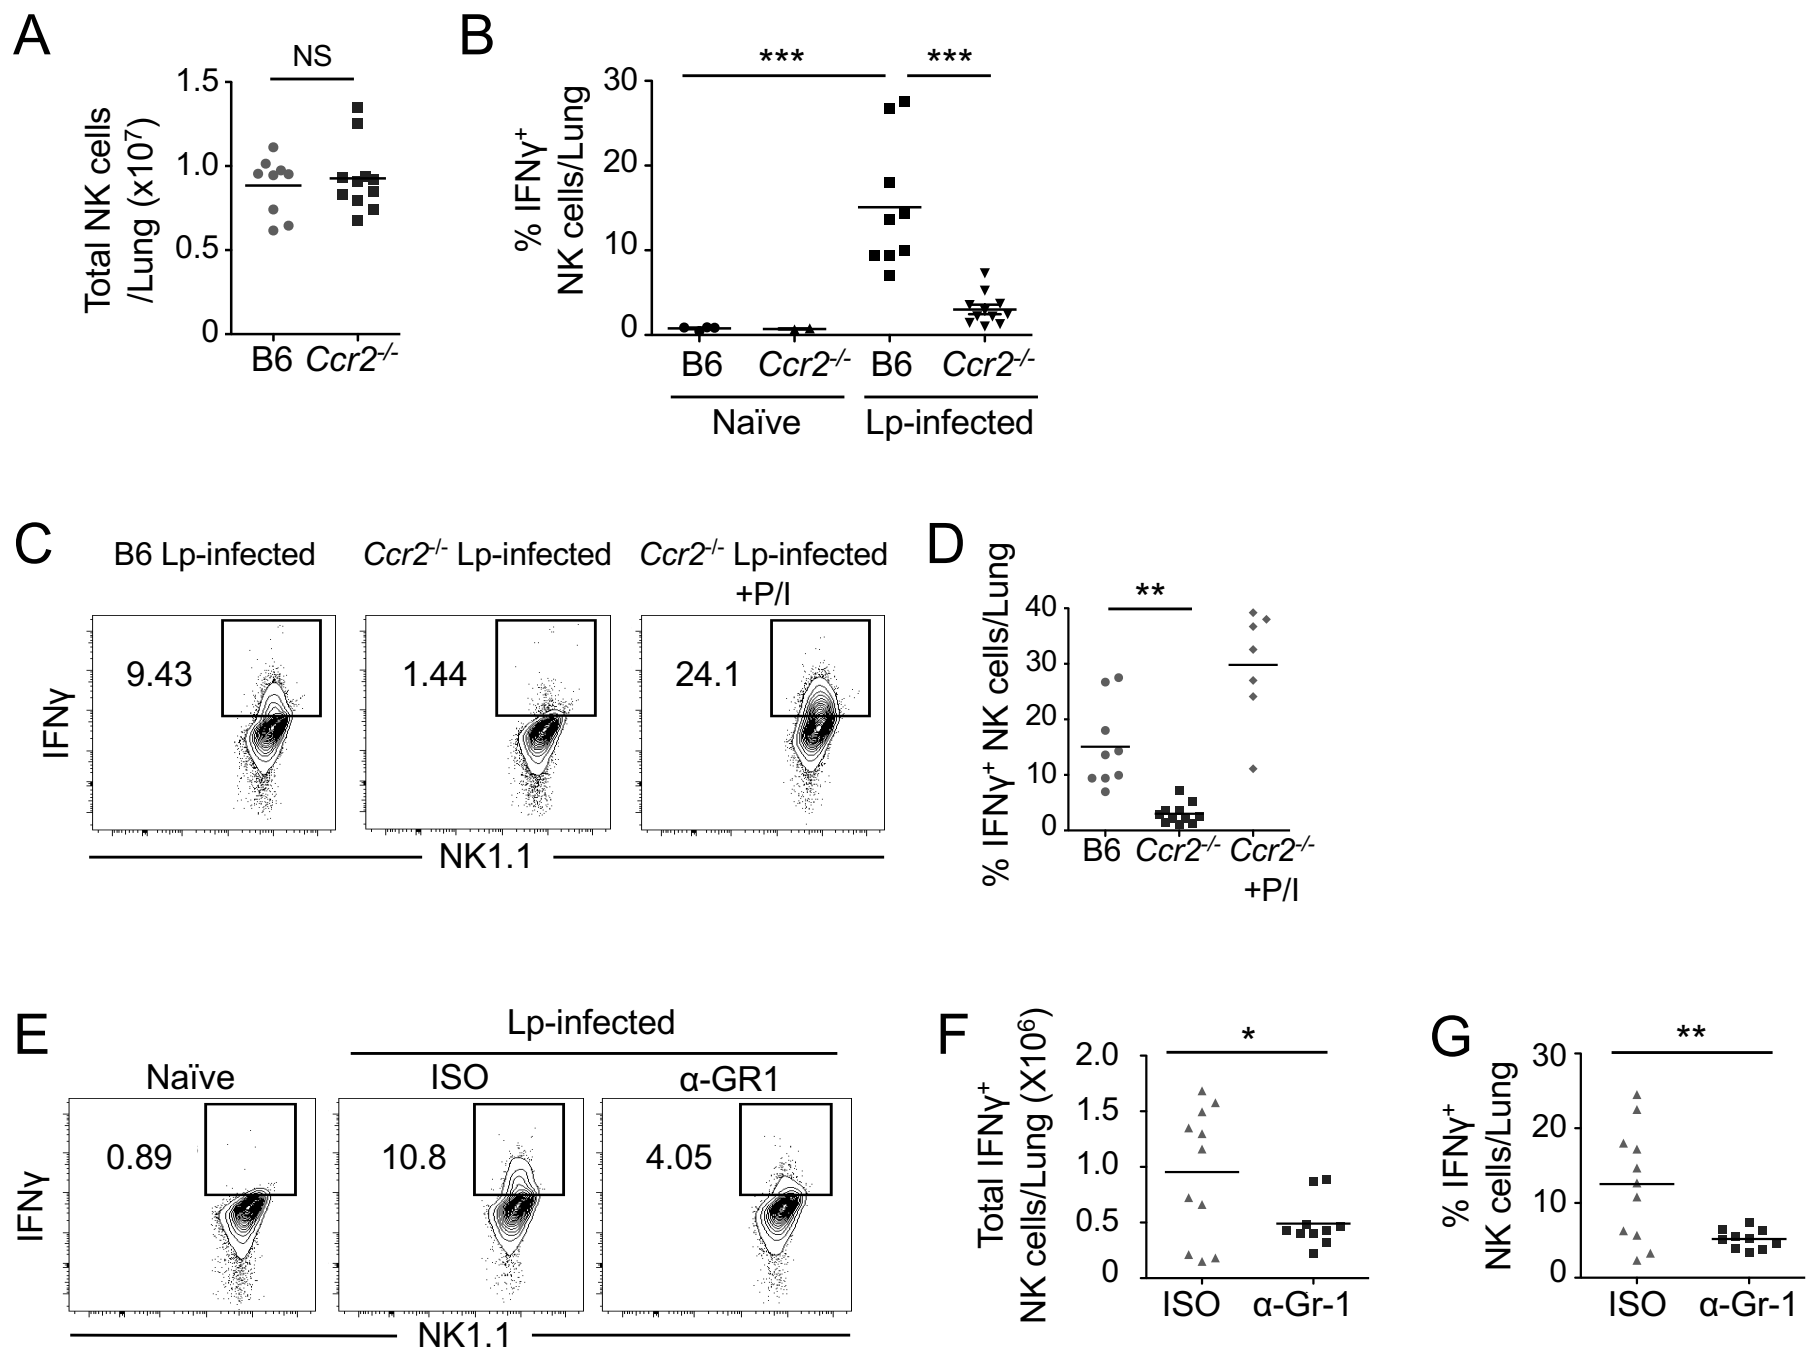 A
NS
Total NK cells
/Lung (x10⁷)
1.5
1.0
0.5
0
B6 Ccr2-/-
B
*** ***
% IFNγ⁺
NK cells/Lung
30
20
10
0
B6 Ccr2-/- B6 Ccr2-/-
Naïve Lp-infected
C
B6 Lp-infected Ccr2-/- Lp-infected Ccr2-/- Lp-infected
+P/I
IFNγ
9.43 1.44 24.1
NK1.1
D
**
% IFNγ⁺ NK cells/Lung
40
30
20
10
0
B6 Ccr2-/- Ccr2-/-
+P/I
E
Lp-infected
Naïve ISO α-GR1
IFNγ
0.89 10.8 4.05
NK1.1
F
*
Total IFNγ⁺
NK cells/Lung (X10⁶)
2.0
1.5
1.0
0.5
0
ISO α-Gr-1
G
**
% IFNγ⁺
NK cells/Lung
30
20
10
0
ISO α-Gr-1